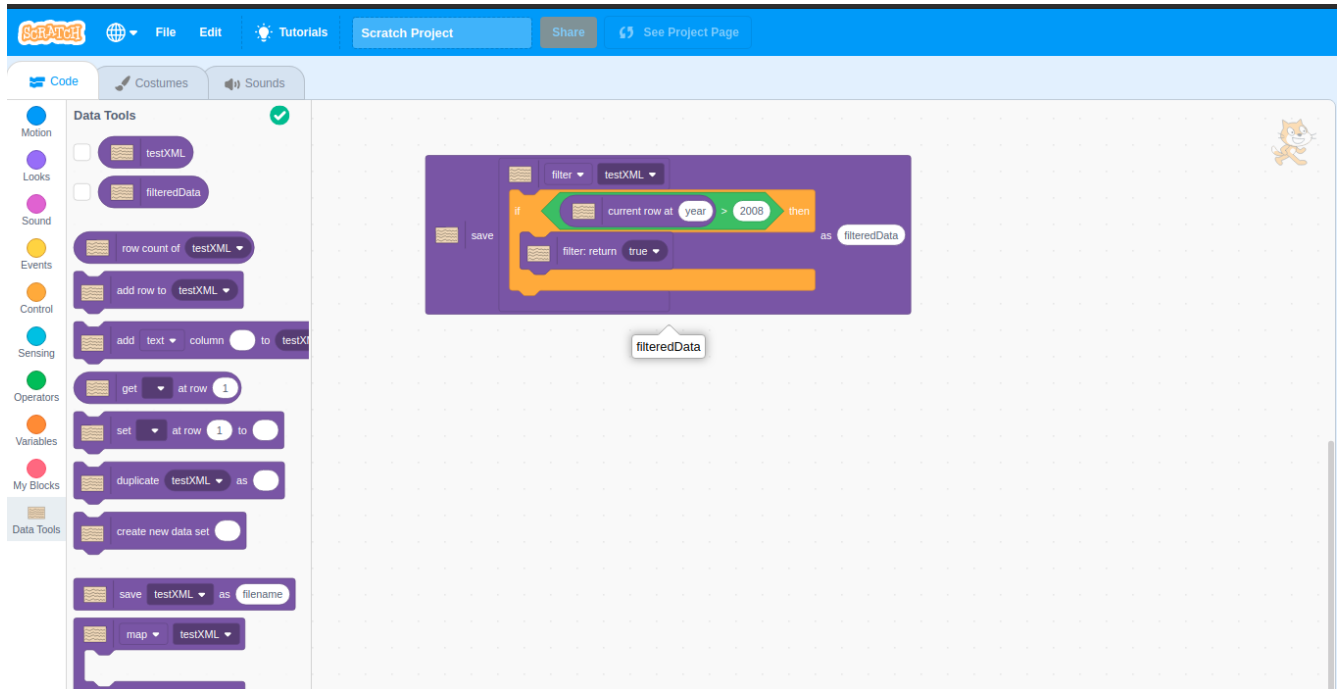 SCRATCH File Edit Tutorials Scratch Project Share See Project Page
Code Costumes Sounds
Motion
Looks
Sound
Events
Control
Sensing
Operators
Variables
My Blocks
Data Tools
Data Tools
testXML
filteredData
row count of testXML
add row to testXML
add text column to
get at row 1
set at row 1 to
duplicate testXML as
create new data set
save testXML as filename
map testXML
filter testXML
if current row at year > 2008 then
save filter: return true as filteredData
filteredData